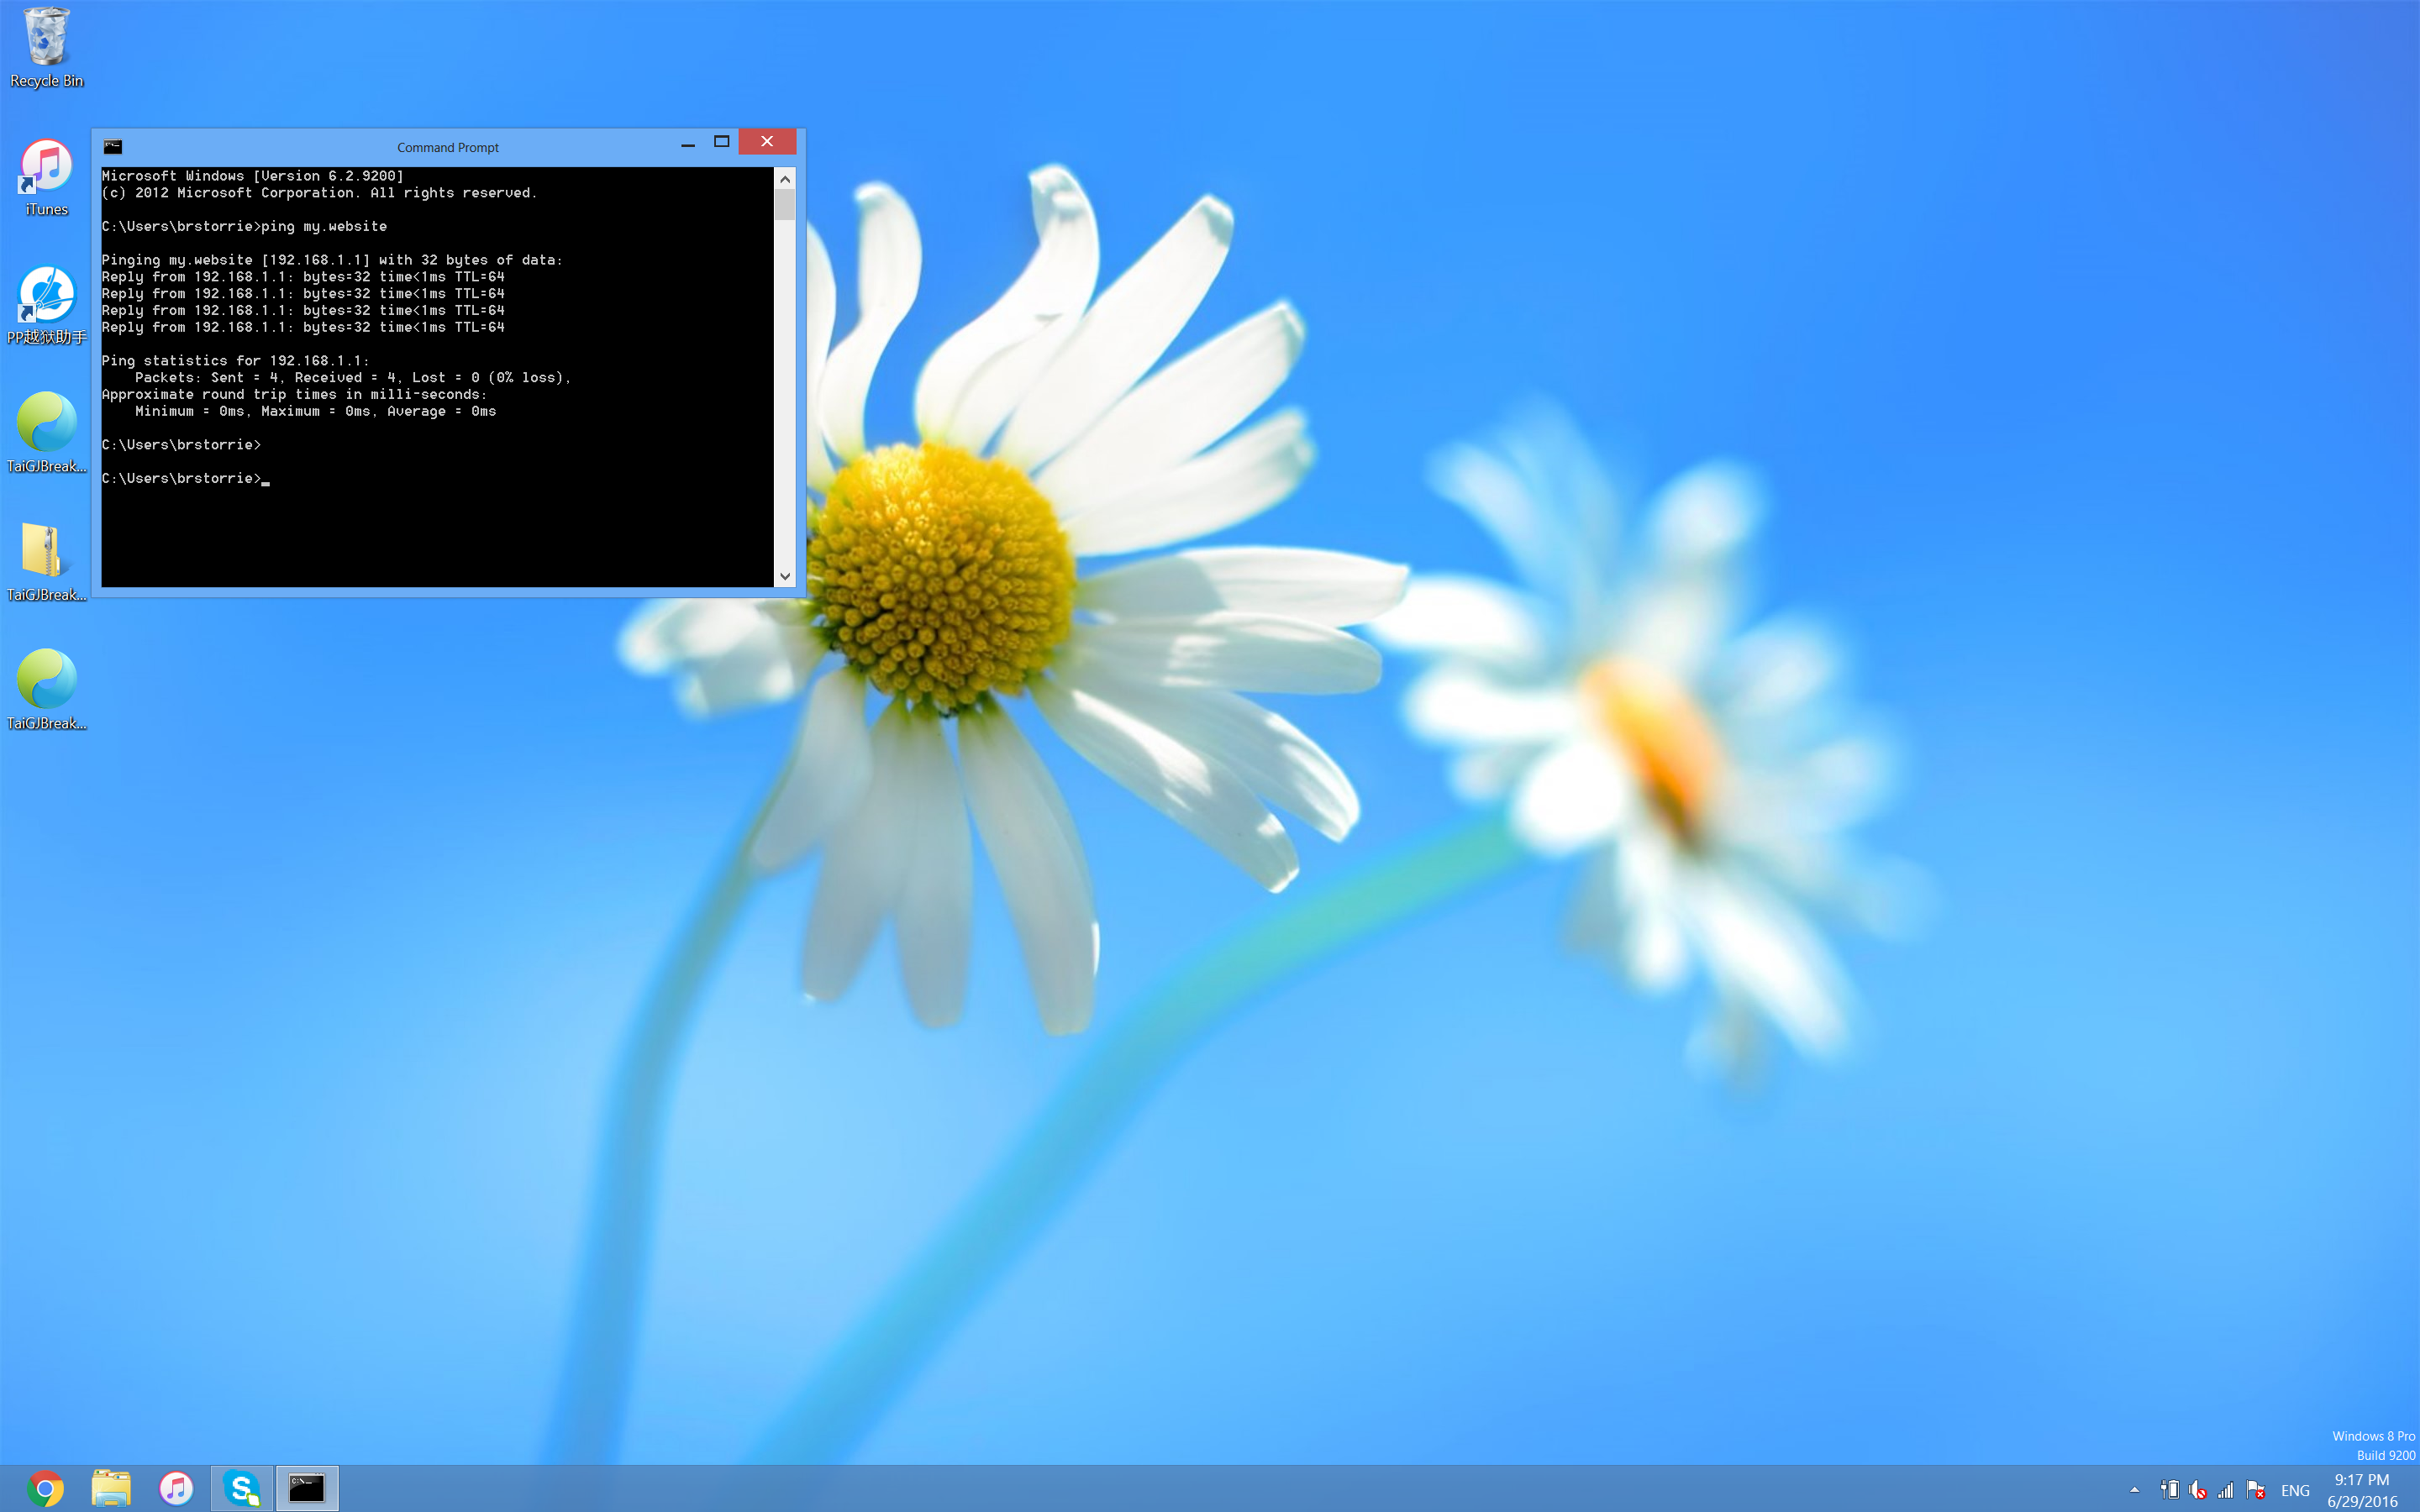 Recycle Bin
iTunes
PP越狱助手
TaiGJBreak...
TaiGJBreak...
TaiGJBreak...
Command Prompt
Microsoft Windows [Version 6.2.9200]
(c) 2012 Microsoft Corporation. All rights reserved.
C:\Users\brstorrie>ping my.website
Pinging my.website [192.168.1.1] with 32 bytes of data:
Reply from 192.168.1.1: bytes=32 time<1ms TTL=64
Reply from 192.168.1.1: bytes=32 time<1ms TTL=64
Reply from 192.168.1.1: bytes=32 time<1ms TTL=64
Reply from 192.168.1.1: bytes=32 time<1ms TTL=64
Ping statistics for 192.168.1.1:
Packets: Sent = 4, Received = 4, Lost = 0 (0% loss),
Approximate round trip times in milli-seconds:
Minimum = 0ms, Maximum = 0ms, Average = 0ms
C:\Users\brstorrie>
C:\Users\brstorrie>_
Windows 8 Pro
Build 9200
ENG
9:17 PM
6/29/2016